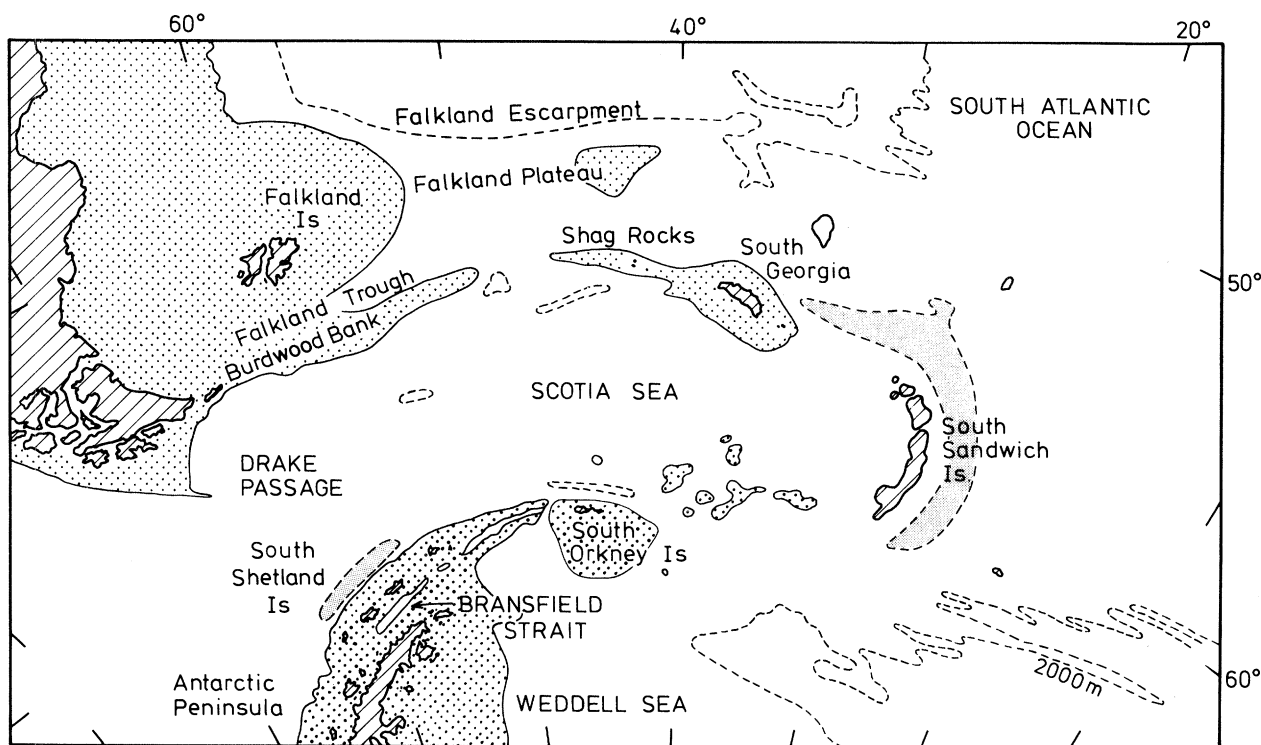 60°
40°
20°
Falkland Escarpment
SOUTH ATLANTIC
OCEAN
Falkland Plateau
Falkland
Is
Shag Rocks
South
Georgia
50°
Falkland Trough
Burdwood Bank
SCOTIA SEA
South
Sandwich
Is
DRAKE
PASSAGE
South
Orkney Is
South
Shetland
Is
BRANSFIELD
STRAIT
2000m
60°
Antarctic
Peninsula
WEDDELL SEA